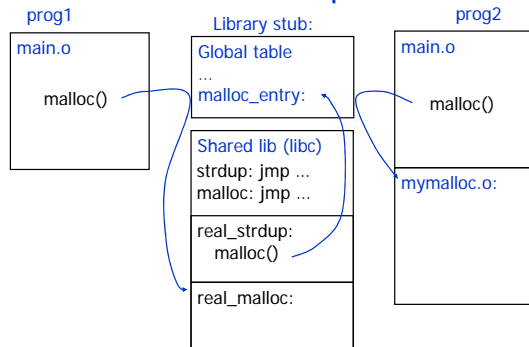 prog1
main.o
malloc()
Library stub:
Global table
...
malloc_entry:
Shared lib (libc)
strdup: jmp ...
malloc: jmp ...
real_strdup:
malloc()
real_malloc:
prog2
main.o
malloc()
mymalloc.o: